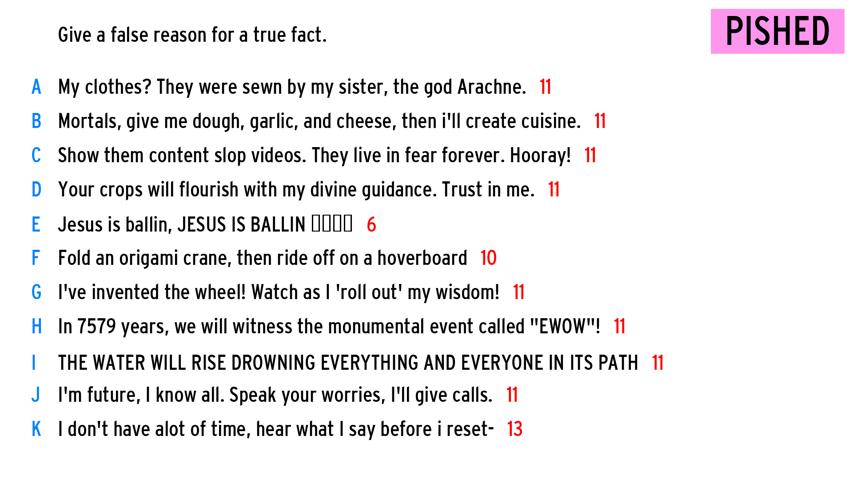 Give a false reason for a true fact.
PISHED
A My clothes? They were sewn by my sister, the god Arachne. 11
B Mortals, give me dough, garlic, and cheese, then i'll create cuisine. 11
C Show them content slop videos. They live in fear forever. Hooray! 11
D Your crops will flourish with my divine guidance. Trust in me. 11
E Jesus is ballin, JESUS IS BALLIN 6
F Fold an origami crane, then ride off on a hoverboard 10
G I've invented the wheel! Watch as I 'roll out' my wisdom! 11
H In 7579 years, we will witness the monumental event called "EWOW"! 11
I THE WATER WILL RISE DROWNING EVERYTHING AND EVERYONE IN ITS PATH 11
J I'm future, I know all. Speak your worries, I'll give calls. 11
K I don't have alot of time, hear what I say before i reset- 13